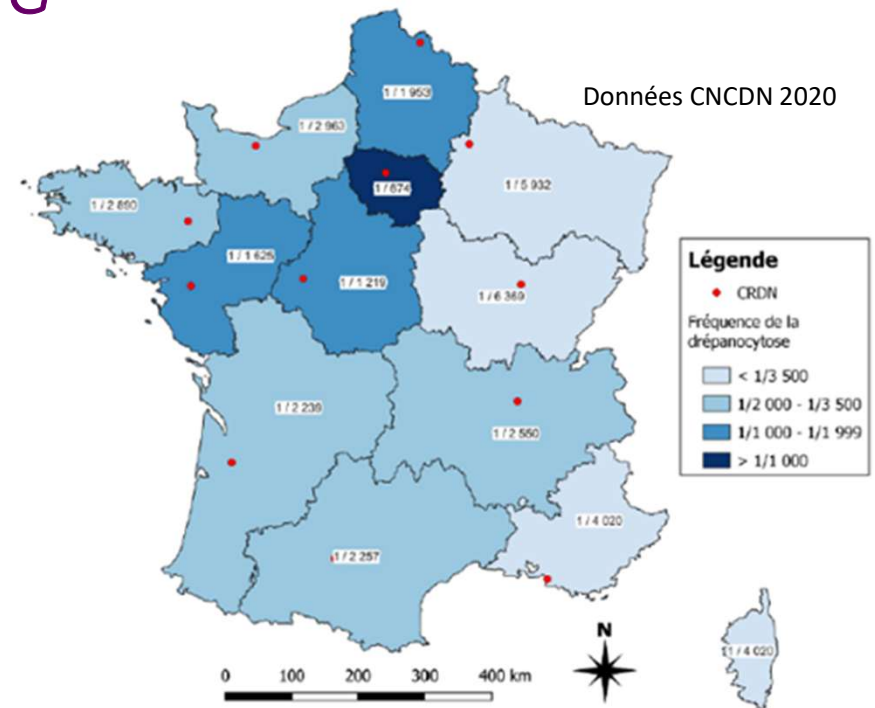 G
Données CNCDN 2020
1 / 1 953
1 / 2 963
1 / 874
1 / 5 932
1 / 2 850
1 / 1 625
1 / 1 219
1 / 6 369
1 / 2 239
1 / 2 550
1 / 4 020
1 / 2 257
1 / 4 020
Légende
CRDN
Fréquence de la
drépanocytose
< 1/3 500
1/2 000 - 1/3 500
1/1 000 - 1/1 999
> 1/1 000
N
0 100 200 300 400 km